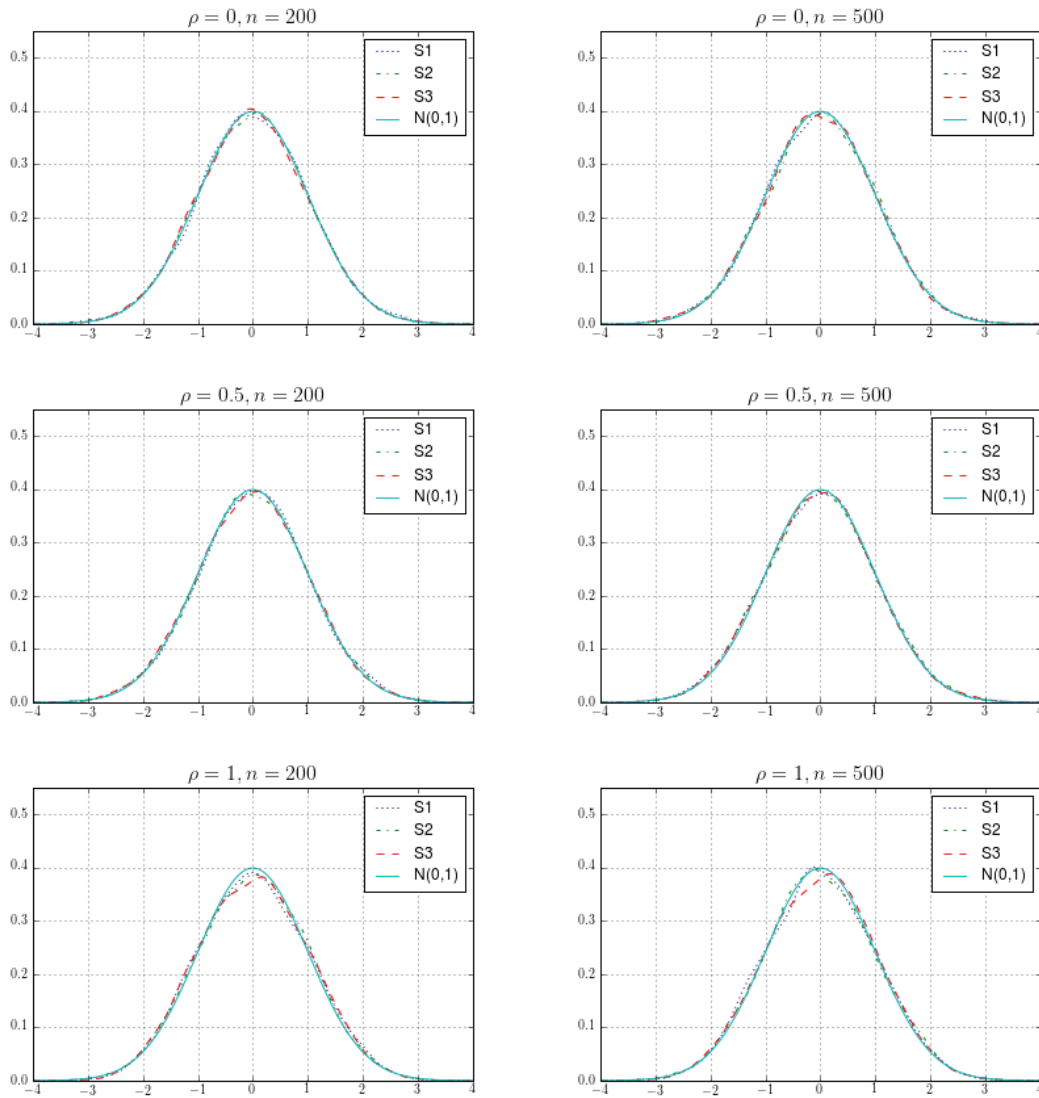 ρ = 0, n = 200
0.5
0.4
0.3
0.2
0.1
0.0
−4 −3 −2 −1 0 1 2 3 4
S1
S2
S3
N(0,1)
ρ = 0, n = 500
0.5
0.4
0.3
0.2
0.1
0.0
−4 −3 −2 −1 0 1 2 3 4
S1
S2
S3
N(0,1)
ρ = 0.5, n = 200
0.5
0.4
0.3
0.2
0.1
0.0
−4 −3 −2 −1 0 1 2 3 4
S1
S2
S3
N(0,1)
ρ = 0.5, n = 500
0.5
0.4
0.3
0.2
0.1
0.0
−4 −3 −2 −1 0 1 2 3 4
S1
S2
S3
N(0,1)
ρ = 1, n = 200
0.5
0.4
0.3
0.2
0.1
0.0
−4 −3 −2 −1 0 1 2 3 4
S1
S2
S3
N(0,1)
ρ = 1, n = 500
0.5
0.4
0.3
0.2
0.1
0.0
−4 −3 −2 −1 0 1 2 3 4
S1
S2
S3
N(0,1)